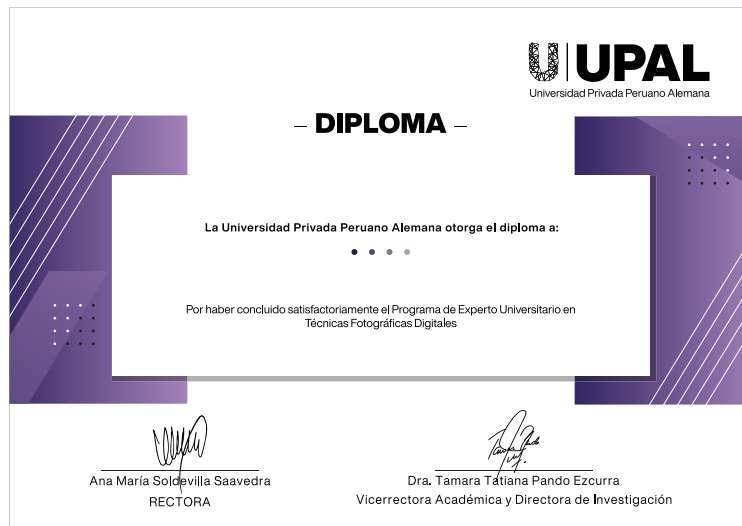 UPAL
Universidad Privada Peruano Alemana
– DIPLOMA –
La Universidad Privada Peruano Alemana otorga el diploma a:
Por haber concluido satisfactoriamente el Programa de Experto Universitario en
Técnicas Fotográficas Digitales
Ana María Soldevilla Saavedra
RECTORA
Dra. Tamara Tatiana Pando Ezcurra
Vicerrectora Académica y Directora de Investigación